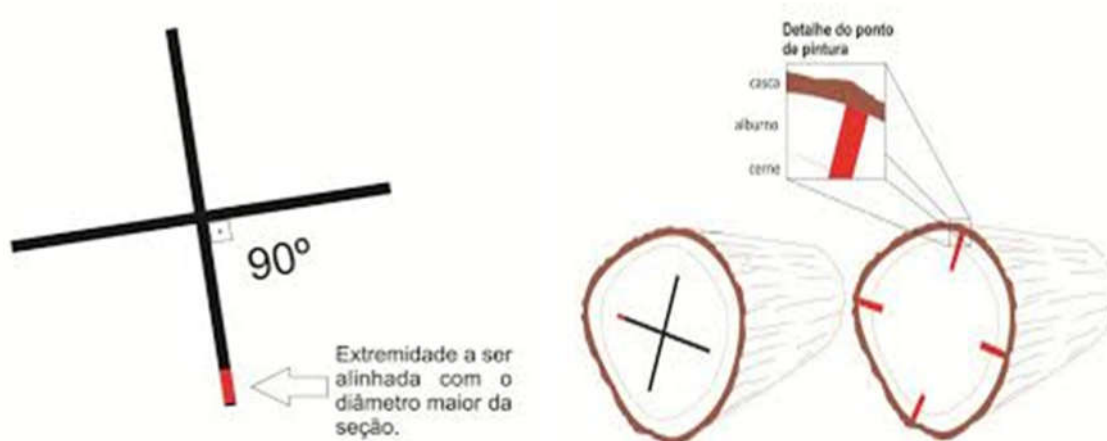 90º
Extremidade a ser
alinhada com o
diâmetro maior da
seção.
Detalhe do ponto
de pintura
casca
alburno
cerne